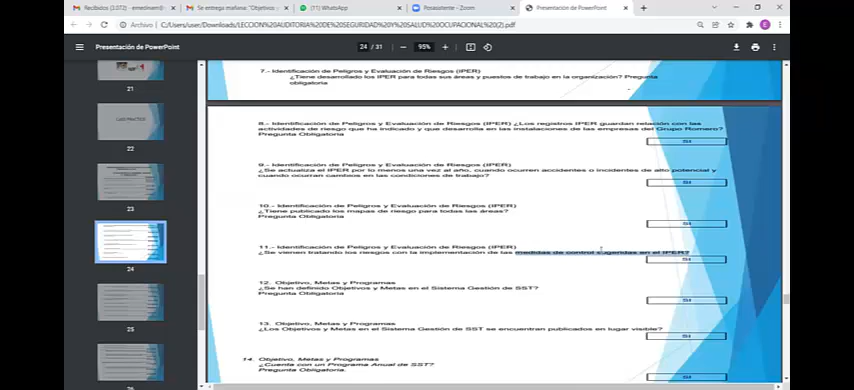 Recibidos (3.072) - ernestnern0
Se entrega mañana: "Objetivo:
(11) WhatsApp
Posasistente - Zoom
Presentación de PowerPoint
Archivo | C:/Users/user/Downloads/LECCION%20AUDITORIA%20DE%20SEGURIDAD%20Y%20SALUD%20OCUPACIONAL%20(2).pdf
E
Presentación de PowerPoint
24 / 31
95%
21
22
23
24
25
7.- Identificación de Peligros y Evaluación de Riesgos (IPER)
¿Tiene desarrollado los IPER para todas sus áreas y puestos de trabajo en la organización? Pregunta
obligatoria
8.- Identificación de Peligros y Evaluación de Riesgos (IPER) ¿Los registros IPER guardan relación con las
actividades de riesgo que ha indicado y que desarrolla en las instalaciones de las empresas del Grupo Romero?
Pregunta Obligatoria
9.- Identificación de Peligros y Evaluación de Riesgos (IPER)
¿Se actualiza el IPER por lo menos una vez al año, cuando ocurren accidentes o incidentes de alto potencial y
cuando ocurran cambios en las condiciones de trabajo?
10.- Identificación de Peligros y Evaluación de Riesgos (IPER)
¿Tiene publicado los mapas de riesgo para todas las áreas?
Pregunta Obligatoria
11.- Identificación de Peligros y Evaluación de Riesgos (IPER)
¿Se vienen tratando los riesgos con la implementación de las medidas de control sugeridas en el IPER?
12. Objetivo, Metas y Programas
¿Se han definido Objetivos y Metas en el Sistema Gestión de SST?
Pregunta Obligatoria
13. Objetivo, Metas y Programas
¿Los Objetivos y Metas en el Sistema Gestión de SST se encuentran publicados en lugar visible?
14. Objetivo, Metas y Programas
¿Cuenta con un Programa Anual de SST?
Pregunta Obligatoria.